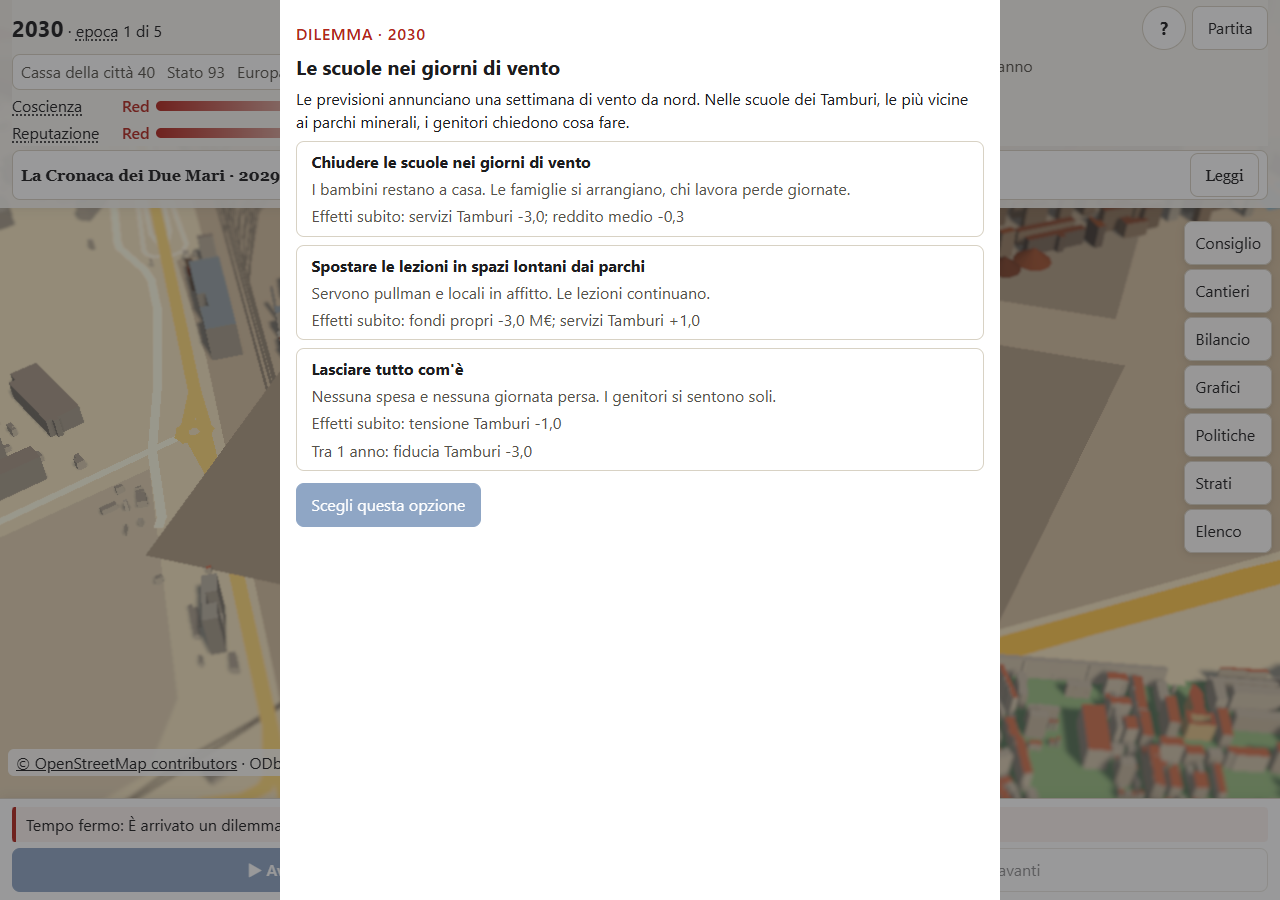 2030 · epoca 1 di 5
Cassa della città 40 Stato 93 Europa
Coscienza Red
Reputazione Red
La Cronaca dei Due Mari · 2029
? Partita
anno
Leggi
DILEMMA · 2030
Le scuole nei giorni di vento
Le previsioni annunciano una settimana di vento da nord. Nelle scuole dei Tamburi, le più vicine
ai parchi minerali, i genitori chiedono cosa fare.
Chiudere le scuole nei giorni di vento
I bambini restano a casa. Le famiglie si arrangiano, chi lavora perde giornate.
Effetti subito: servizi Tamburi -3,0; reddito medio -0,3
Spostare le lezioni in spazi lontani dai parchi
Servono pullman e locali in affitto. Le lezioni continuano.
Effetti subito: fondi propri -3,0 M€; servizi Tamburi +1,0
Lasciare tutto com'è
Nessuna spesa e nessuna giornata persa. I genitori si sentono soli.
Effetti subito: tensione Tamburi -1,0
Tra 1 anno: fiducia Tamburi -3,0
Scegli questa opzione
Consiglio
Cantieri
Bilancio
Grafici
Politiche
Strati
Elenco
© OpenStreetMap contributors · ODb
Tempo fermo: È arrivato un dilemma
▶ Av
avanti